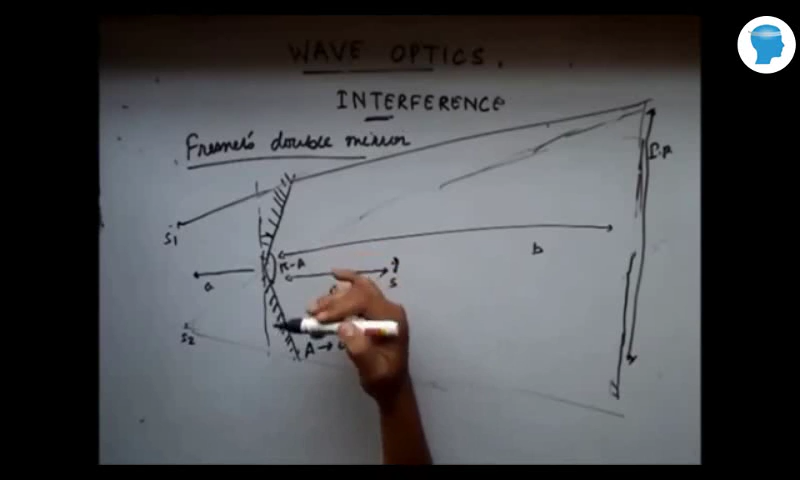 WAVE OPTICS.
INTERFERENCE
Fresnel's double mirror
I.P
S1
b
π-A
a
S
S2
A →